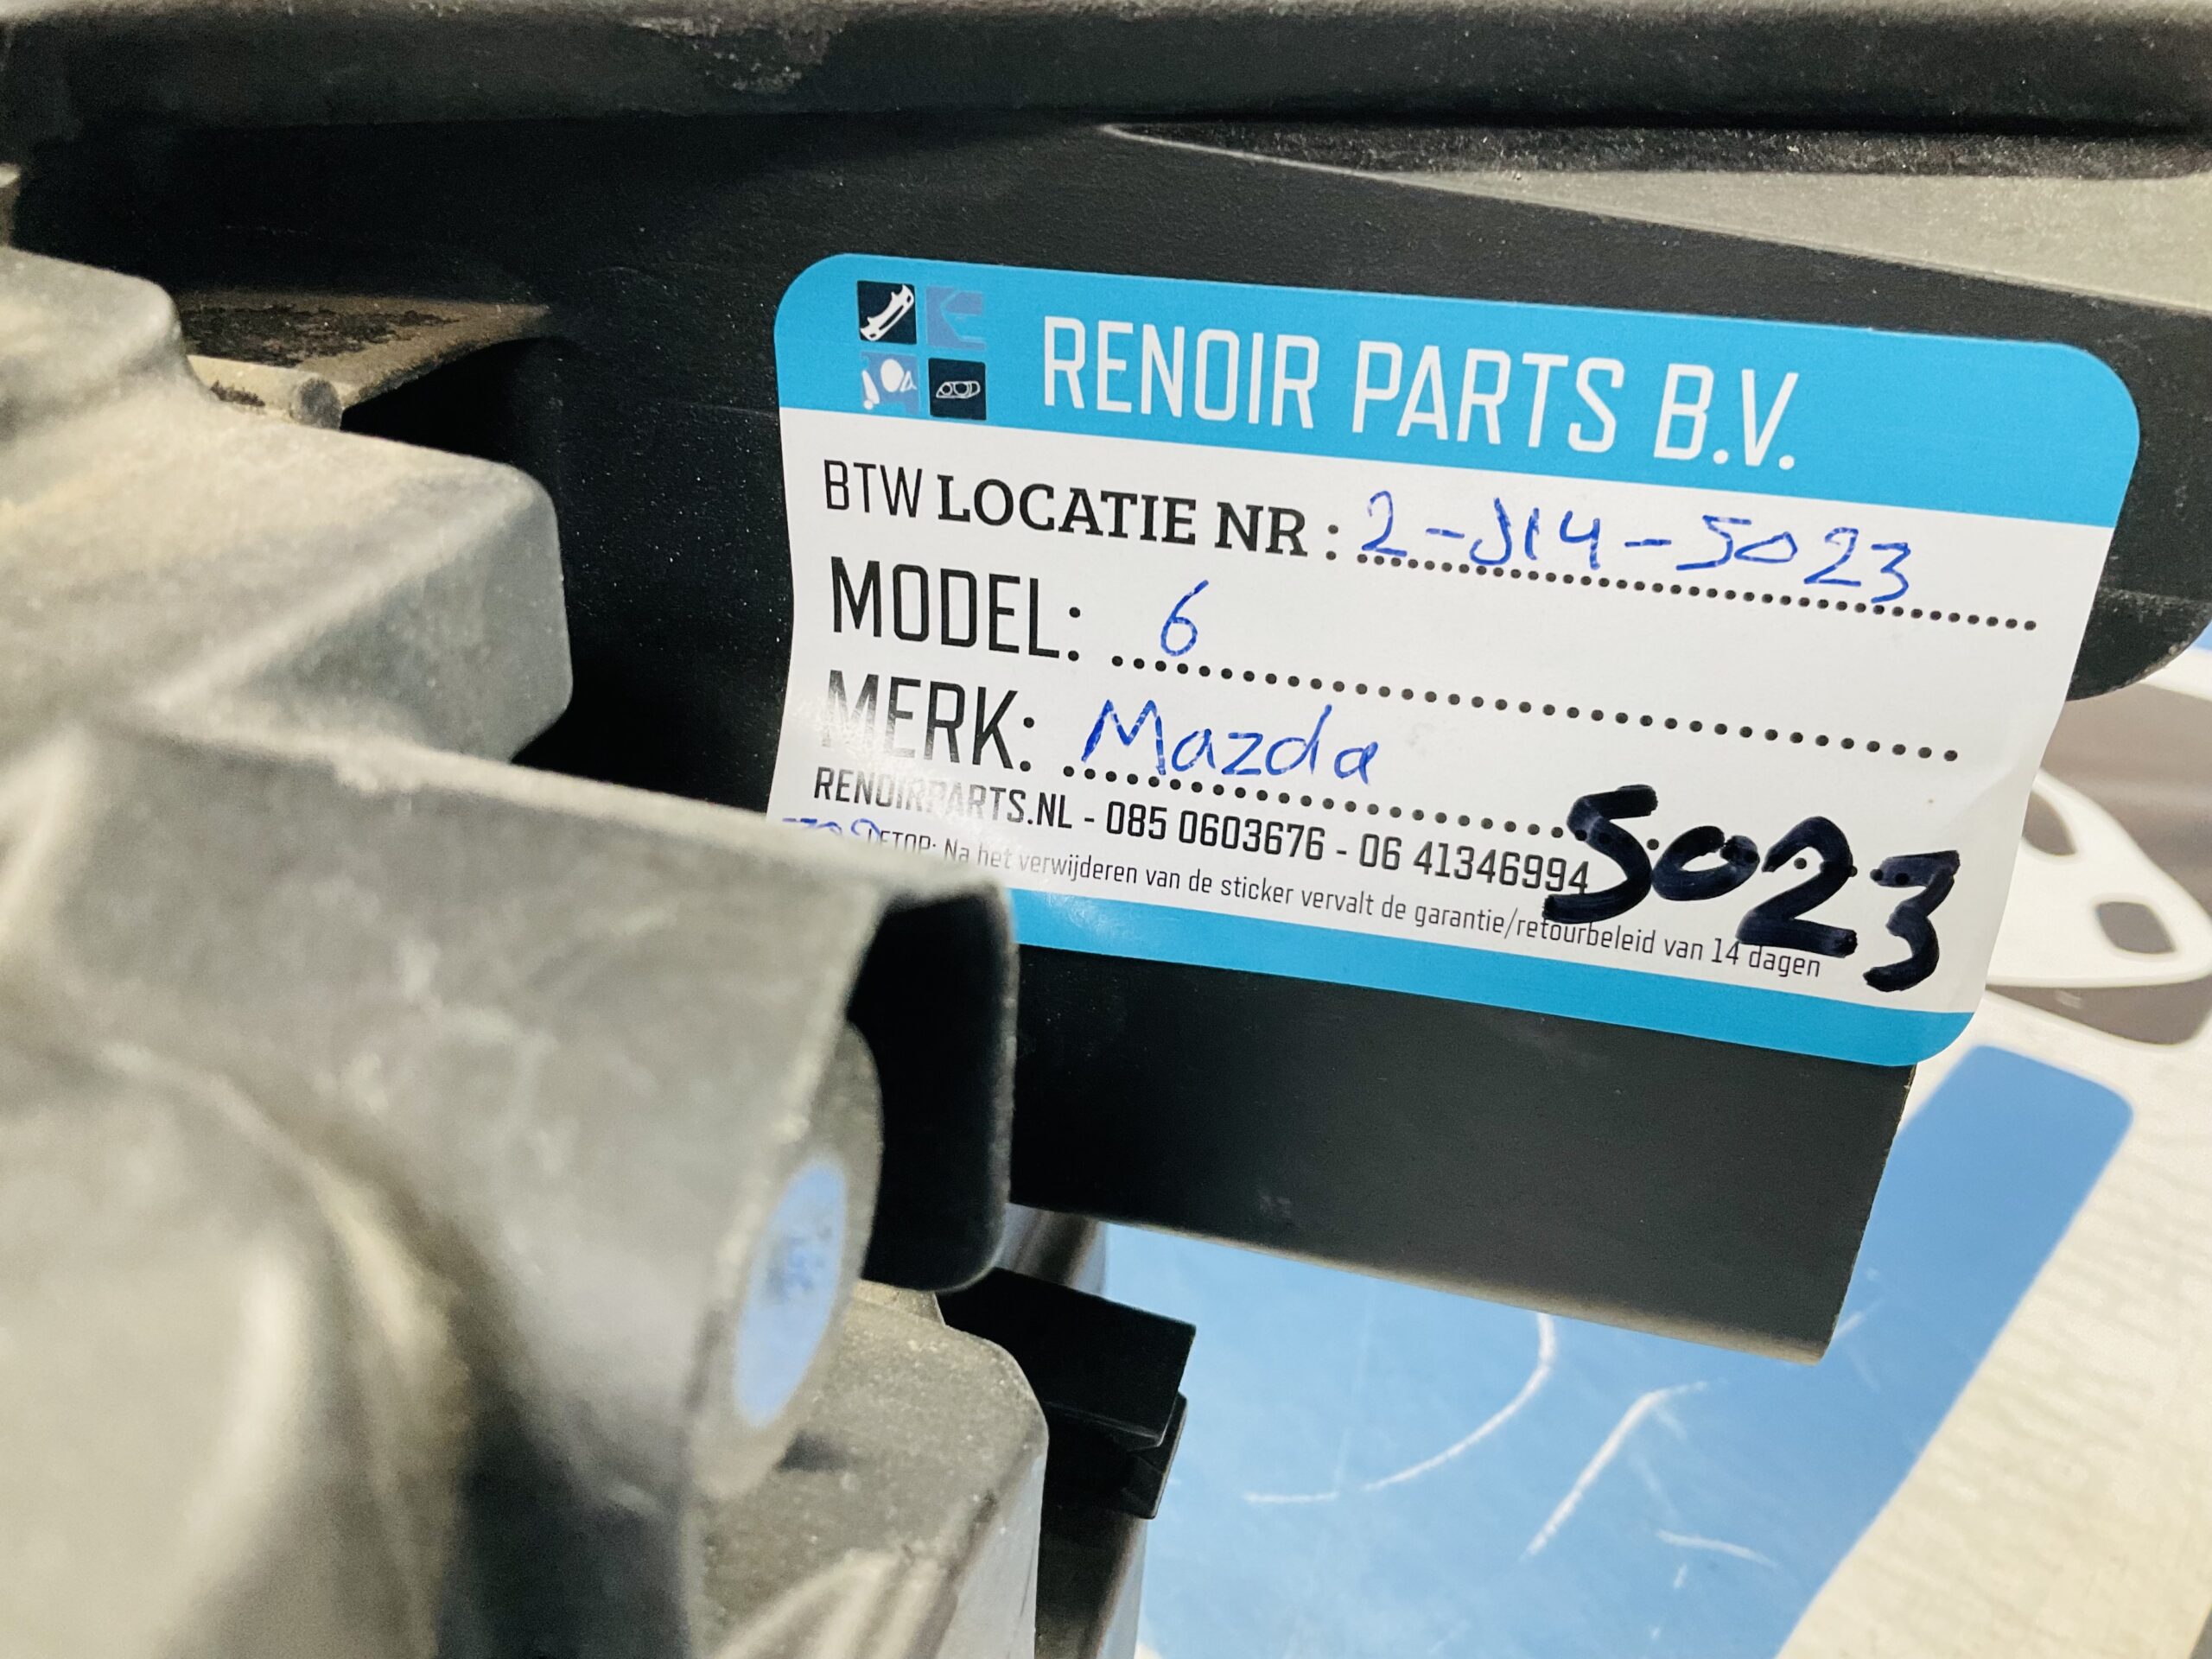 RENOIR PARTS B.V.
BTW LOCATIE NR : 2-J14-5023
MODEL: 6
MERK: Mazda
RENOIRPARTS.NL - 085 0603676 - 06 41346994
5023
LETOP: Na het verwijderen van de sticker vervalt de garantie/retourbeleid van 14 dagen